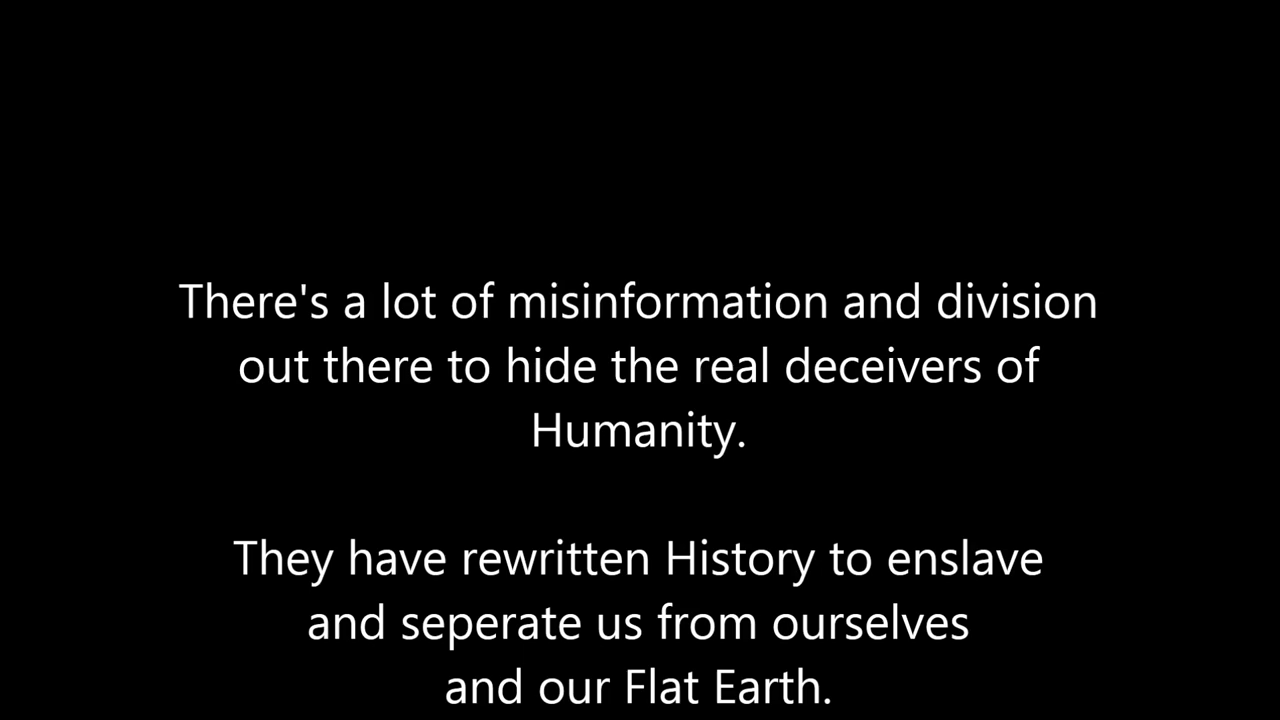 There's a lot of misinformation and division
out there to hide the real deceivers of
Humanity.
They have rewritten History to enslave
and seperate us from ourselves
and our Flat Earth.